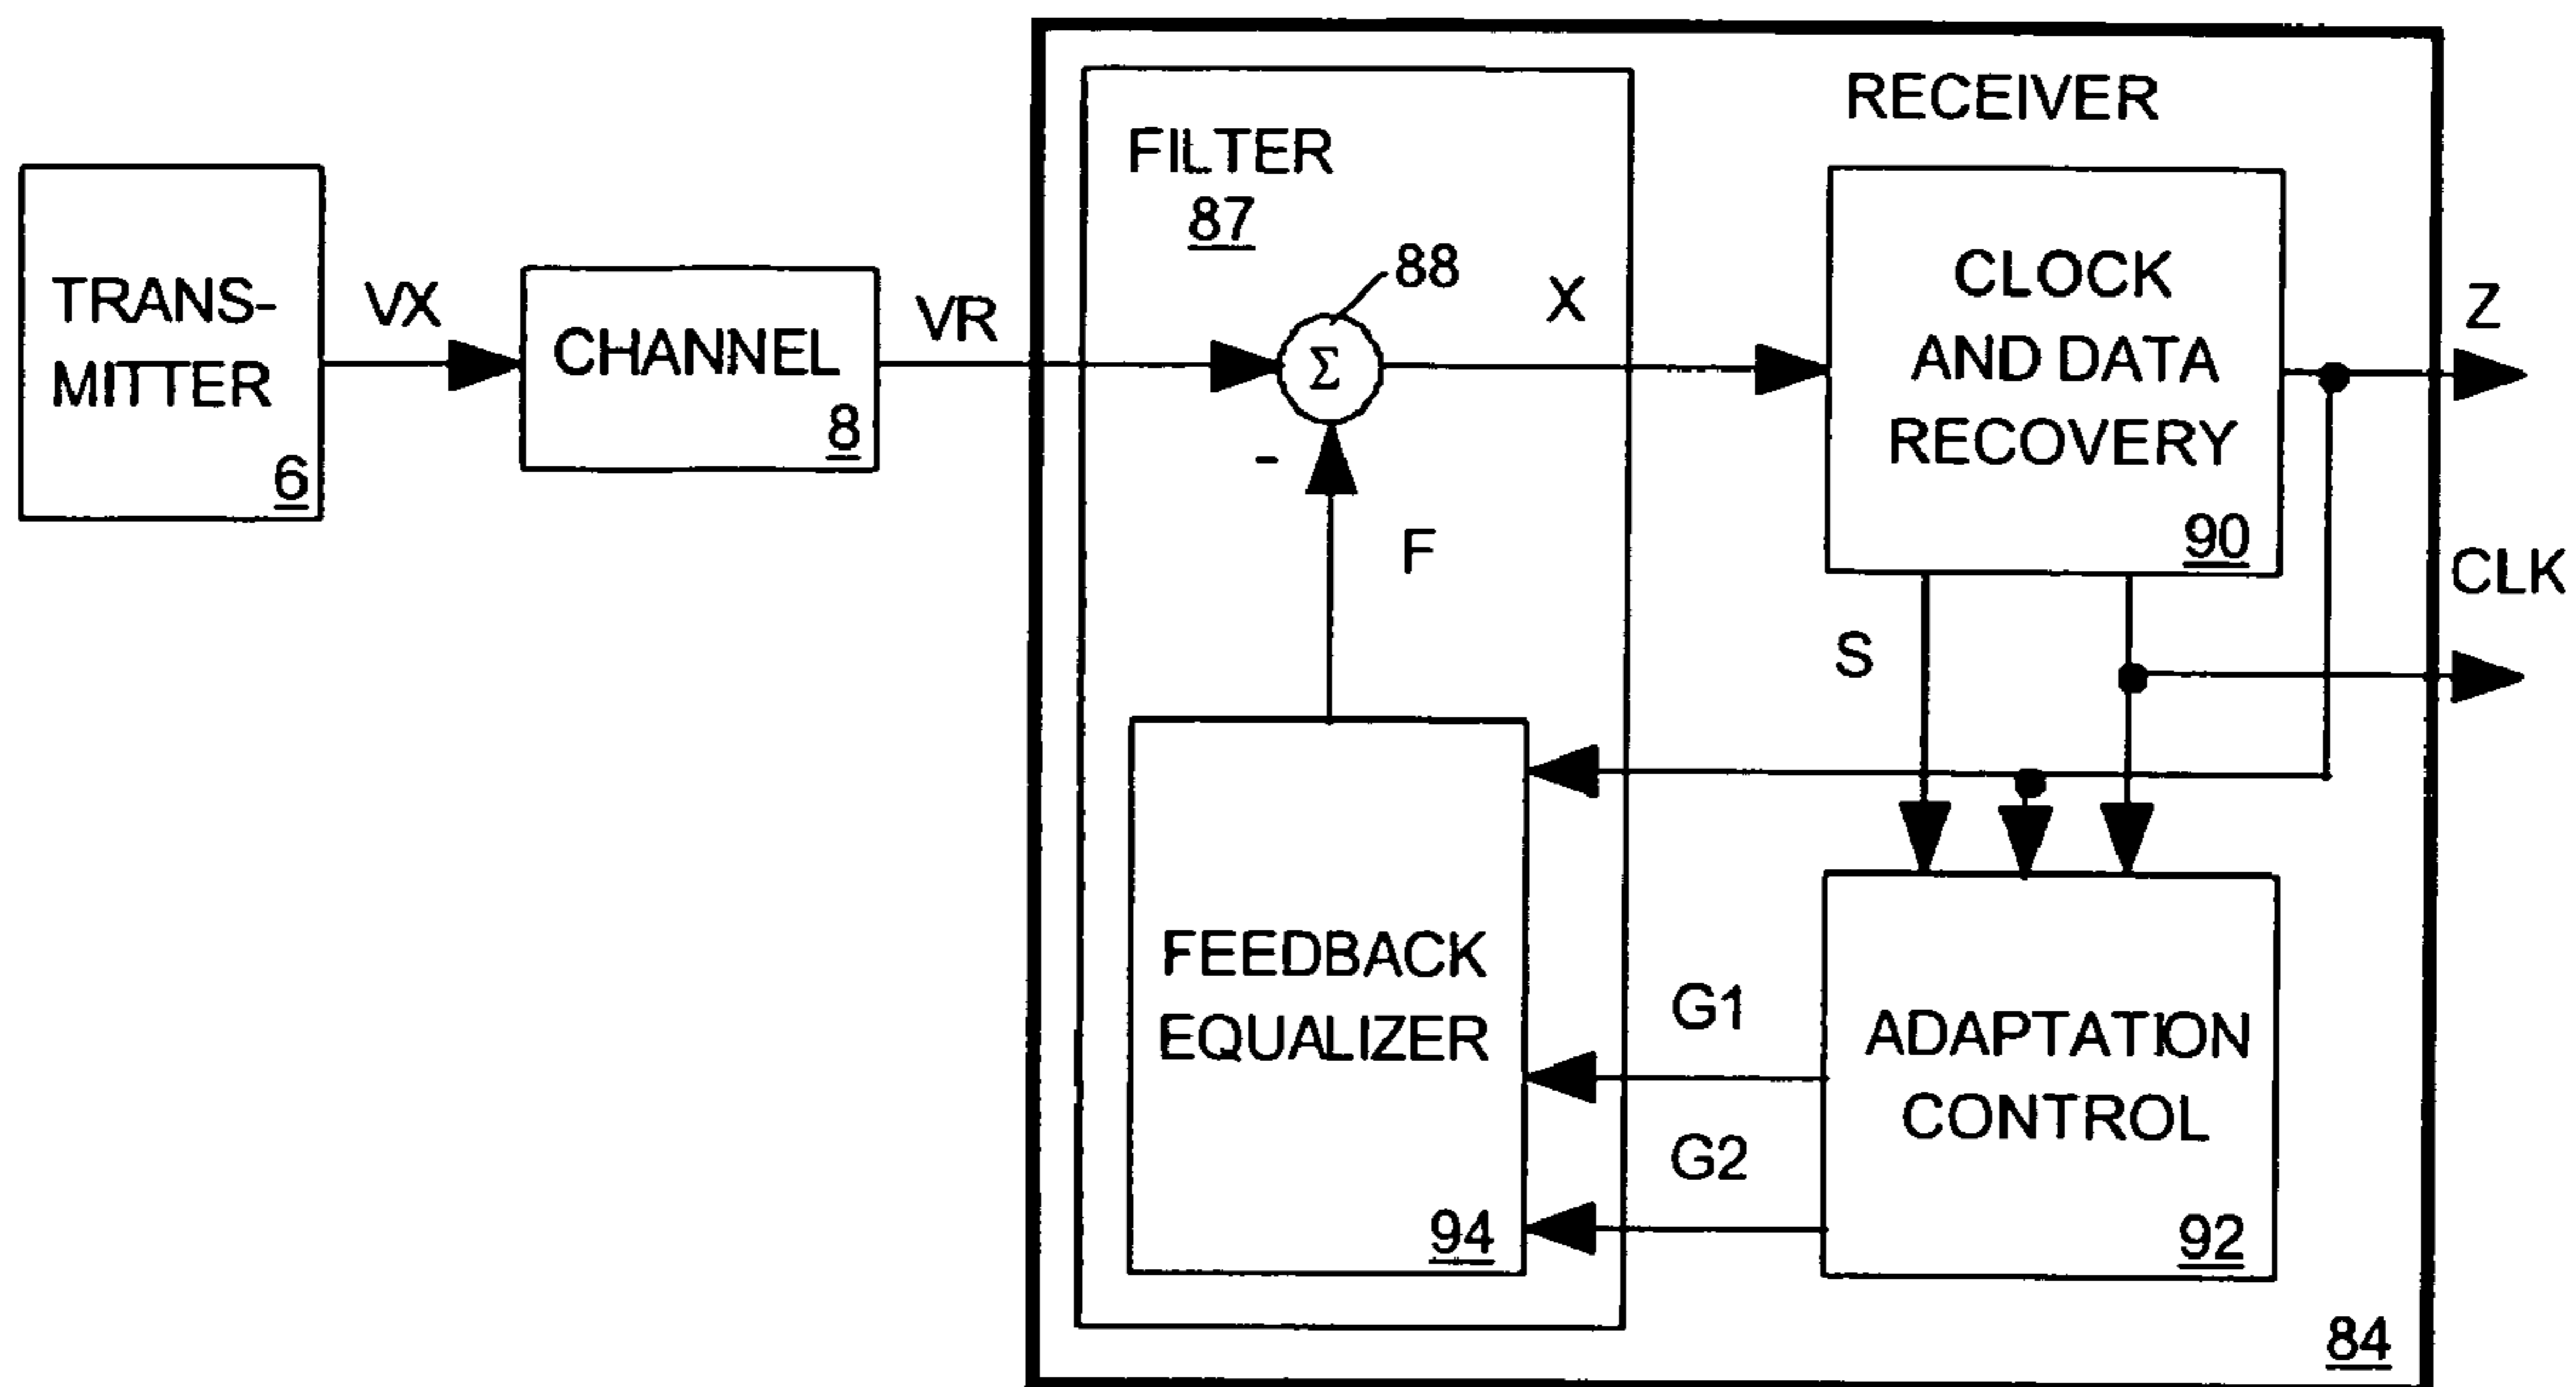 RECEIVER
FILTER
87
88
TRANS-
MITTER
6
VX
CHANNEL
8
VR
Σ
-
X
CLOCK
AND DATA
RECOVERY
90
Z
CLK
F
S
FEEDBACK
EQUALIZER
94
G1
G2
ADAPTATION
CONTROL
92
84